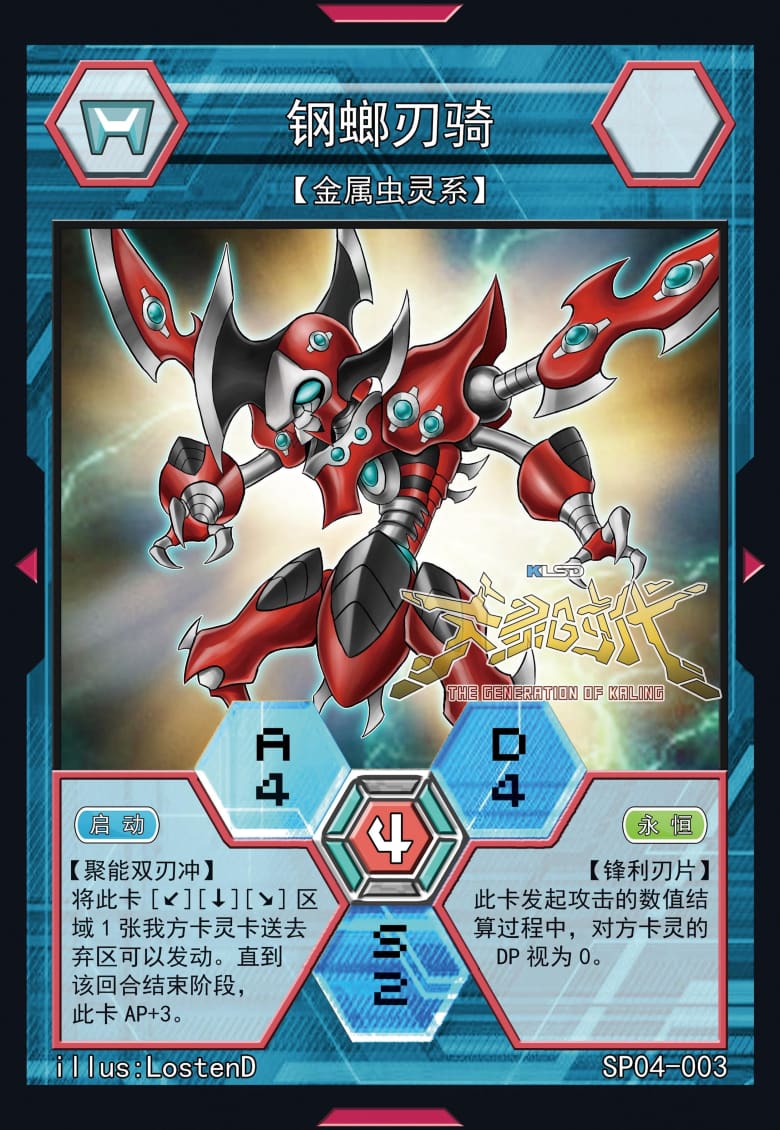 钢螂刃骑
【金属虫灵系】
KLSD
卡灵时代
THE GENERATION OF KALING
A
4
D
4
4
S
2
启动
【聚能双刃冲】
将此卡[↙][↓][↘]区
域1张我方卡灵卡送去
弃区可以发动。直到
该回合结束阶段，
此卡AP+3。
永恒
【锋利刃片】
此卡发起攻击的数值结
算过程中，对方卡灵的
DP视为0。
illus:LostenD
SP04-003